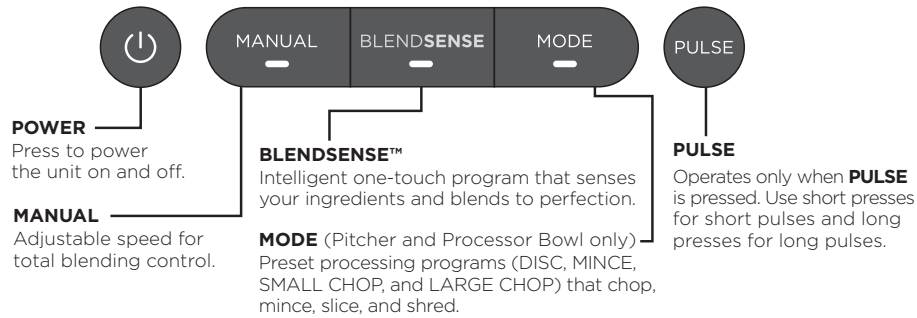 MANUAL
BLENDSENSE
MODE
PULSE
POWER
Press to power
the unit on and off.
MANUAL
Adjustable speed for
total blending control.
BLENDSENSE™
Intelligent one-touch program that senses
your ingredients and blends to perfection.
MODE (Pitcher and Processor Bowl only)
Preset processing programs (DISC, MINCE,
SMALL CHOP, and LARGE CHOP) that chop,
mince, slice, and shred.
PULSE
Operates only when PULSE
is pressed. Use short presses
for short pulses and long
presses for long pulses.